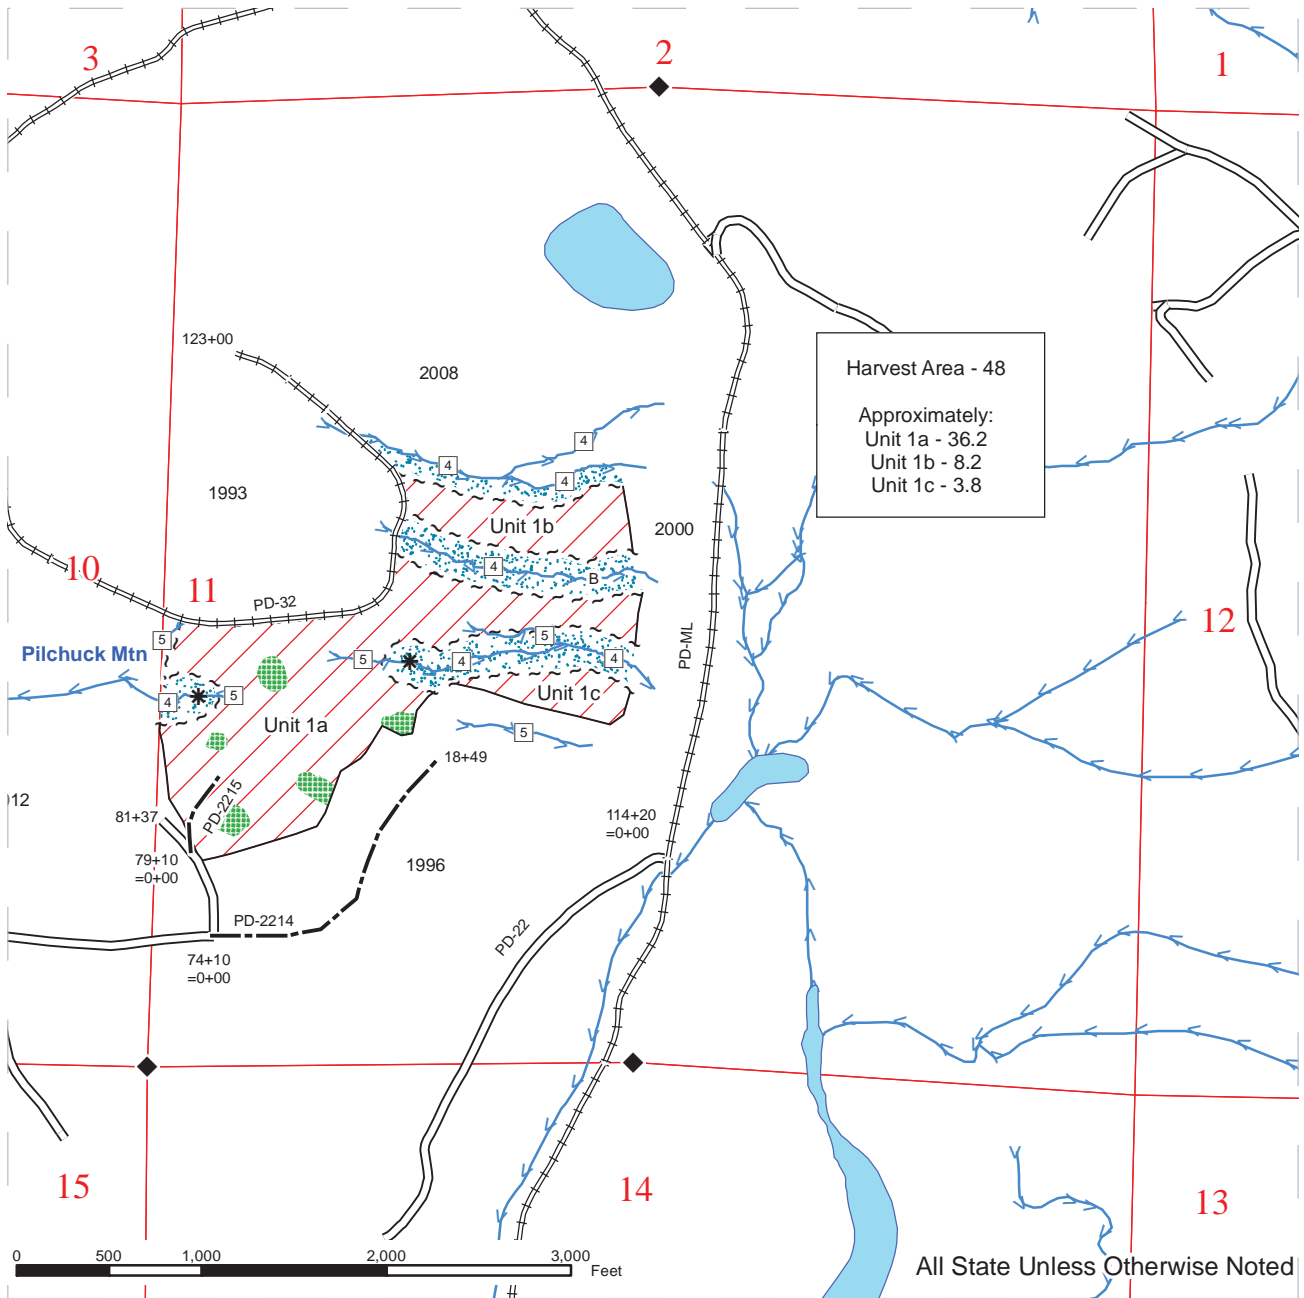 3
2
1
123+00
2008
Harvest Area - 48
Approximately:
Unit 1a - 36.2
Unit 1b - 8.2
Unit 1c - 3.8
4
4
4
1993
Unit 1b
2000
10
11
4
B
PD-32
12
5
5
Pilchuck Mtn
5
4
4
PD-ML
4
5
Unit 1c
Unit 1a
5
18+49
)12
PD-2215
81+37
114+20
=0+00
79+10
=0+00
1996
PD-2214
PD-22
74+10
=0+00
15
14
13
0 500 1,000 2,000 3,000
Feet
All State Unless Otherwise Noted